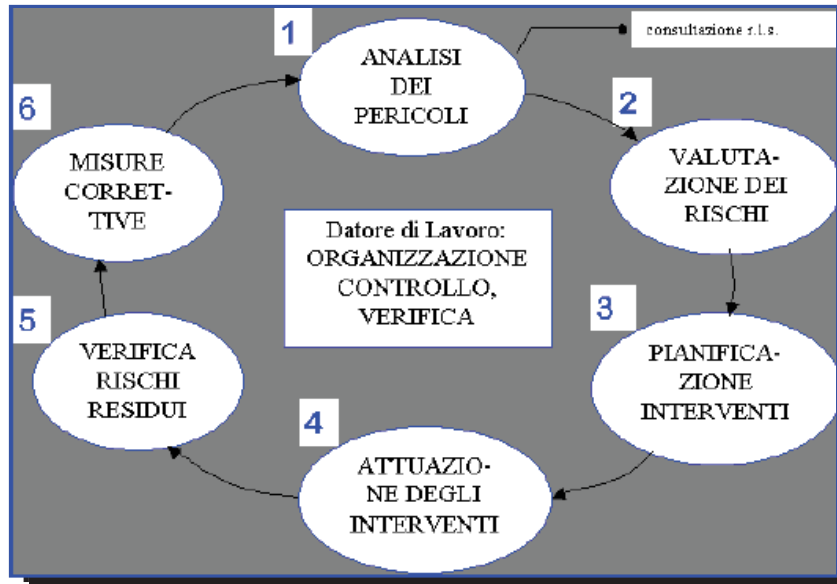 1
ANALISI
DEI
PERICOLI
consultazione r.l.s.
2
VALUTA-
ZIONE DEI
RISCHI
3
PIANIFICA-
ZIONE
INTERVENTI
4
ATTUAZIO-
NE DEGLI
INTERVENTI
5
VERIFICA
RISCHI
RESIDUI
6
MISURE
CORRET-
TIVE
Datore di Lavoro:
ORGANIZZAZIONE
CONTROLLO,
VERIFICA